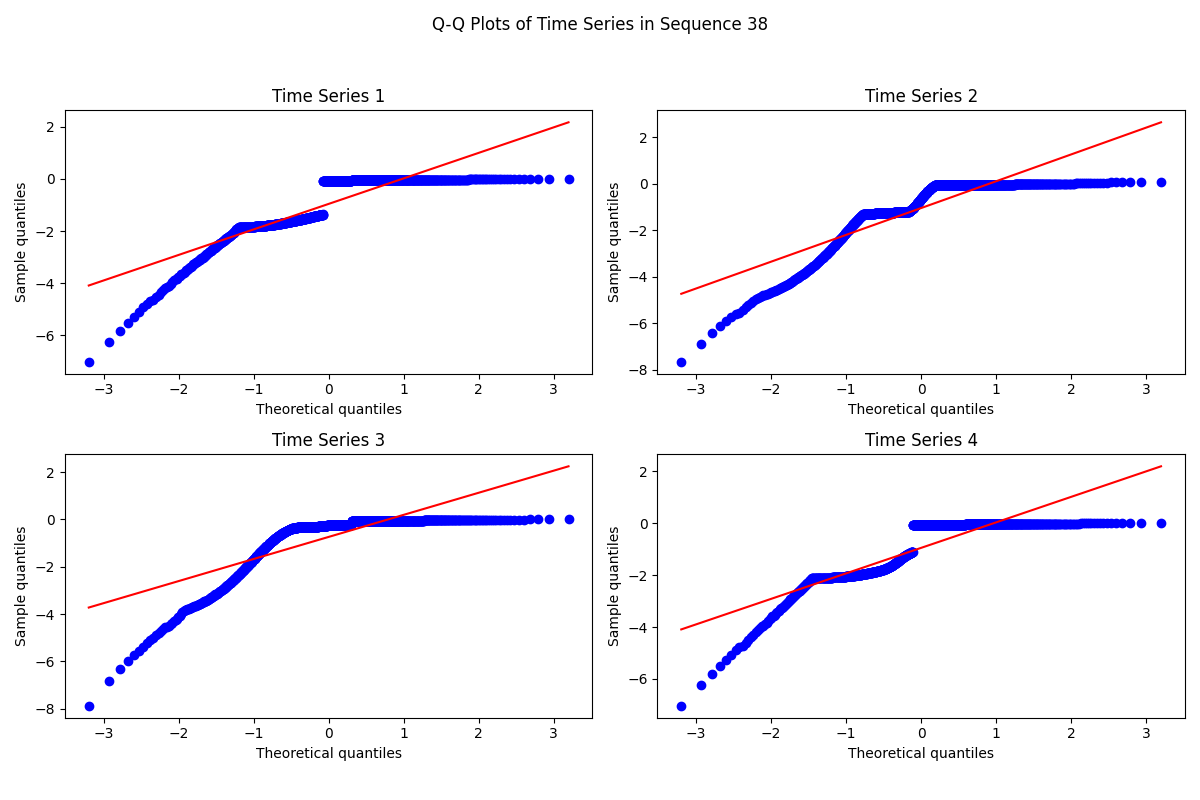 Q-Q Plots of Time Series in Sequence 38
Time Series 1
Sample quantiles
2
0
−2
−4
−6
−3 −2 −1 0 1 2 3
Theoretical quantiles
Time Series 2
Sample quantiles
2
0
−2
−4
−6
−8
−3 −2 −1 0 1 2 3
Theoretical quantiles
Time Series 3
Sample quantiles
2
0
−2
−4
−6
−8
−3 −2 −1 0 1 2 3
Theoretical quantiles
Time Series 4
Sample quantiles
2
0
−2
−4
−6
−3 −2 −1 0 1 2 3
Theoretical quantiles